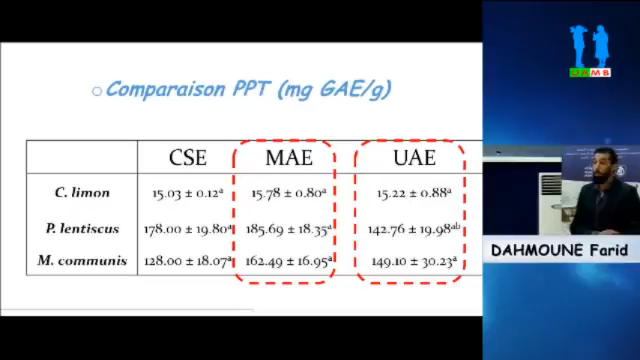 Comparaison PPT (mg GAE/g)
CSE MAE UAE
C. limon 15.03 ± 0.12ᵃ 15.78 ± 0.80ᵃ 15.22 ± 0.88ᵃ
P. lentiscus 178.00 ± 19.80ᵃ 185.69 ± 18.35ᵃ 142.76 ± 19.98ᵃᵇ
M. communis 128.00 ± 18.07ᵃ 162.49 ± 16.95ᵃ 149.10 ± 30.23ᵃ
DAHMOUNE Farid